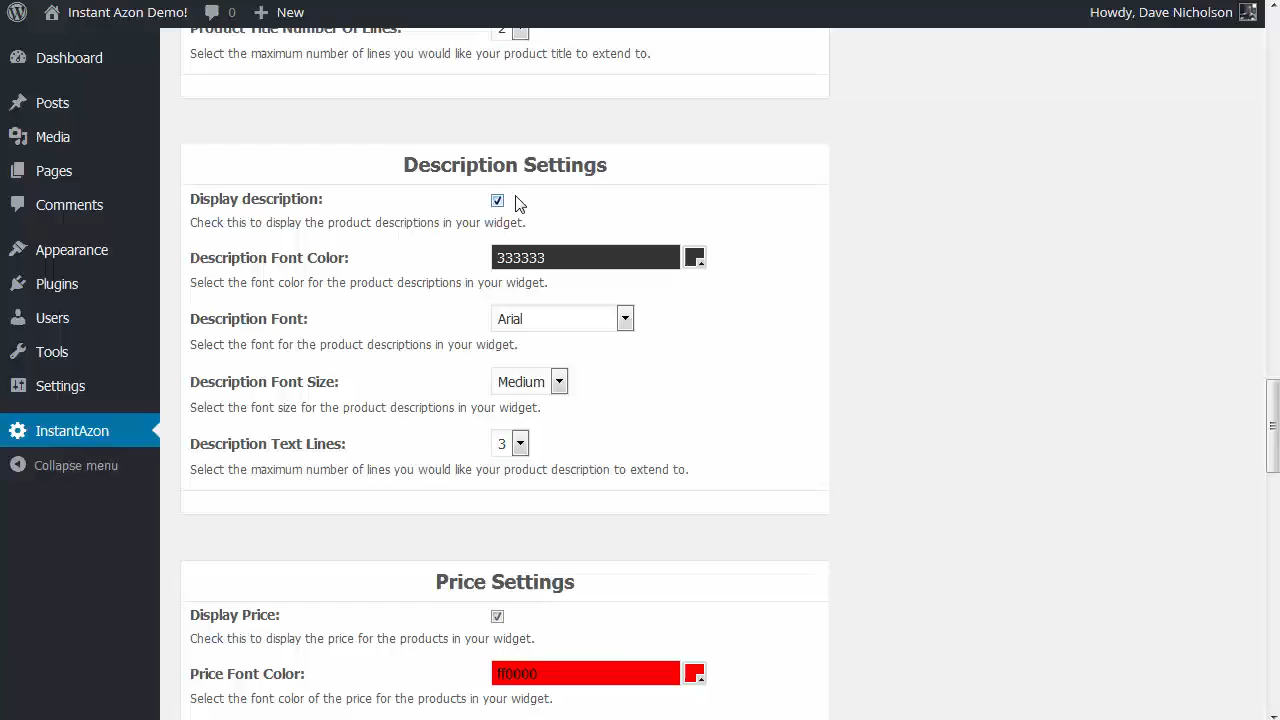 Instant Azon Demo! 0 New Howdy, Dave Nicholson
Dashboard
Posts
Media
Pages
Comments
Appearance
Plugins
Users
Tools
Settings
InstantAzon
Collapse menu
Product Title Number Of Lines: 2
Select the maximum number of lines you would like your product title to extend to.
Description Settings
Display description:
Check this to display the product descriptions in your widget.
Description Font Color: 333333
Select the font color for the product descriptions in your widget.
Description Font: Arial
Select the font for the product descriptions in your widget.
Description Font Size: Medium
Select the font size for the product descriptions in your widget.
Description Text Lines: 3
Select the maximum number of lines you would like your product description to extend to.
Price Settings
Display Price:
Check this to display the price for the products in your widget.
Price Font Color: ff0000
Select the font color of the price for the products in your widget.